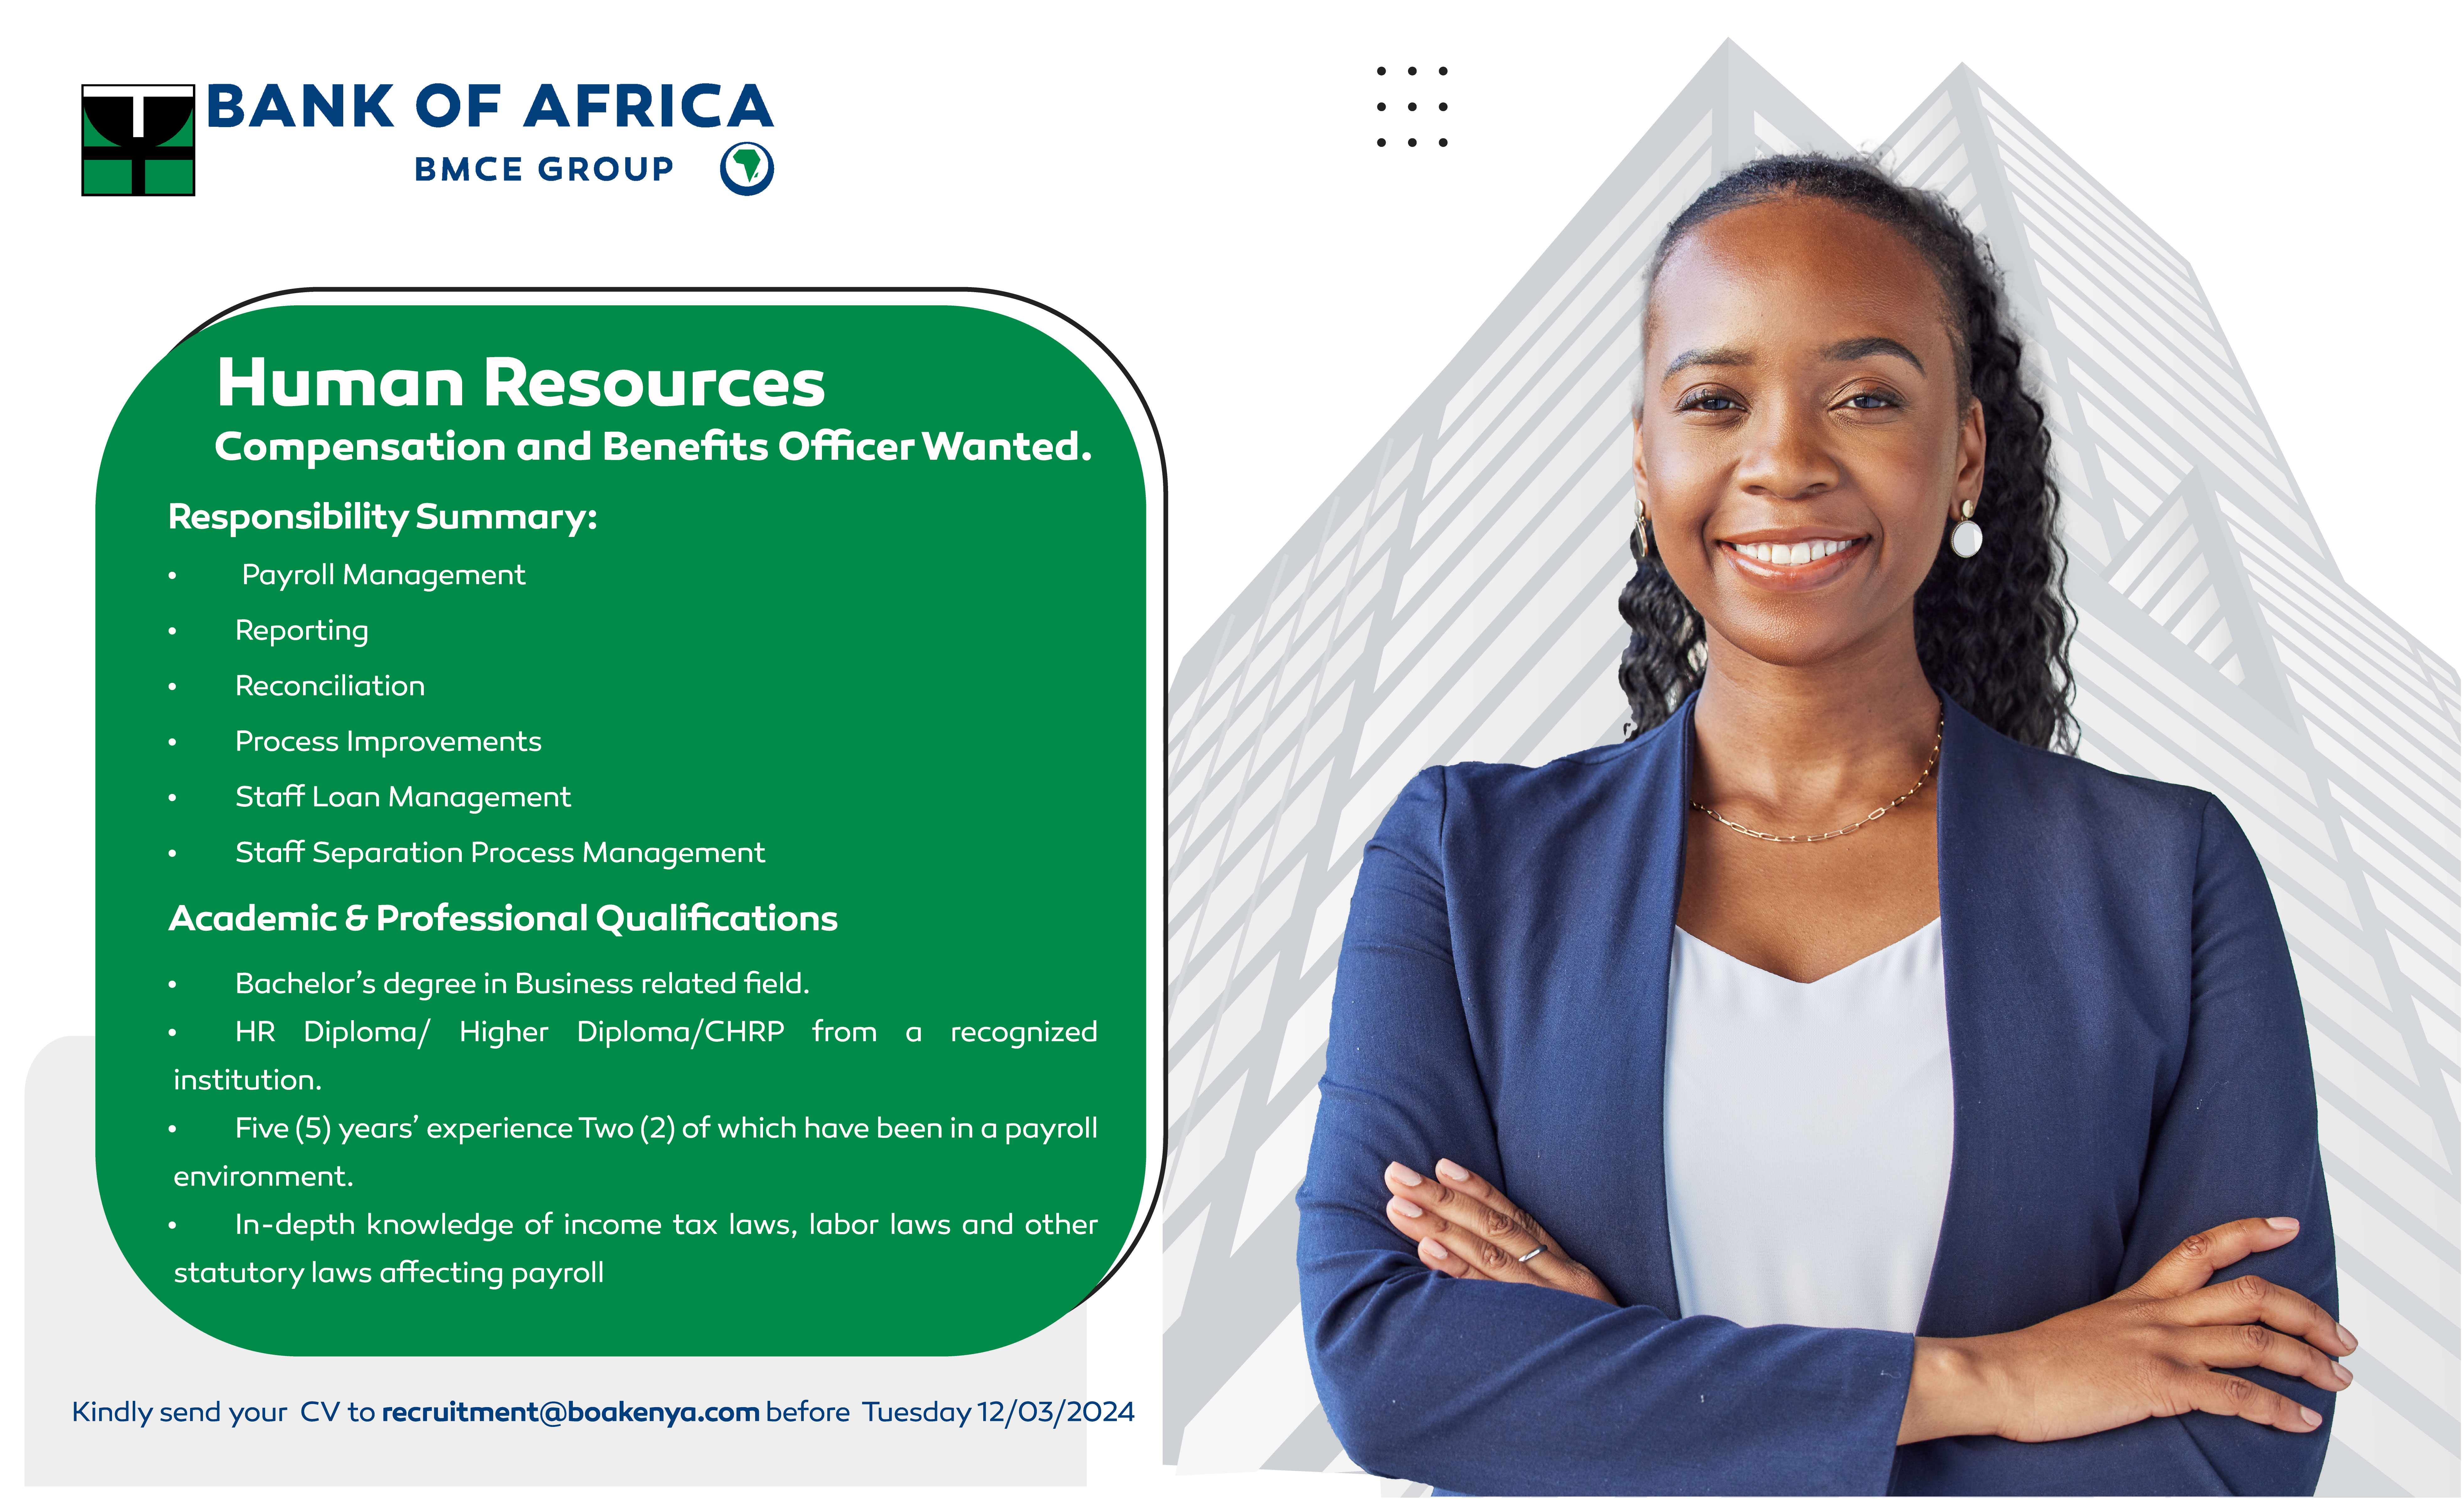 BANK OF AFRICA
BMCE GROUP
Human Resources
Compensation and Benefits Officer Wanted.
Responsibility Summary:
• Payroll Management
• Reporting
• Reconciliation
• Process Improvements
• Staff Loan Management
• Staff Separation Process Management
Academic & Professional Qualifications
• Bachelor’s degree in Business related field.
• HR Diploma/ Higher Diploma/CHRP from a recognized
institution.
• Five (5) years’ experience Two (2) of which have been in a payroll
environment.
• In-depth knowledge of income tax laws, labor laws and other
statutory laws affecting payroll
Kindly send your CV to recruitment@boakenya.com before Tuesday 12/03/2024